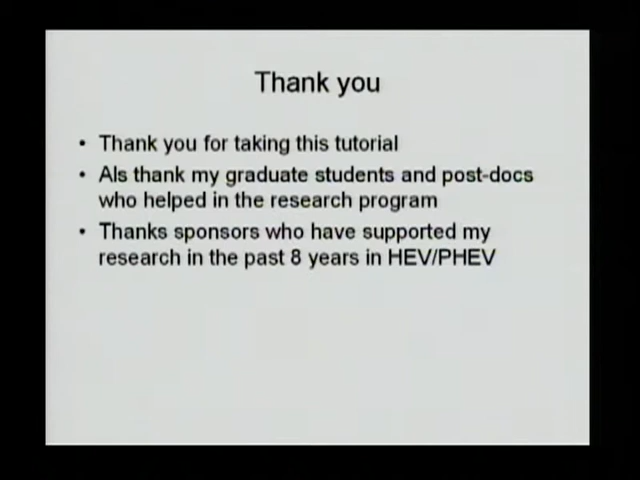 Thank you
• Thank you for taking this tutorial
• Als thank my graduate students and post-docs
who helped in the research program
• Thanks sponsors who have supported my
research in the past 8 years in HEV/PHEV